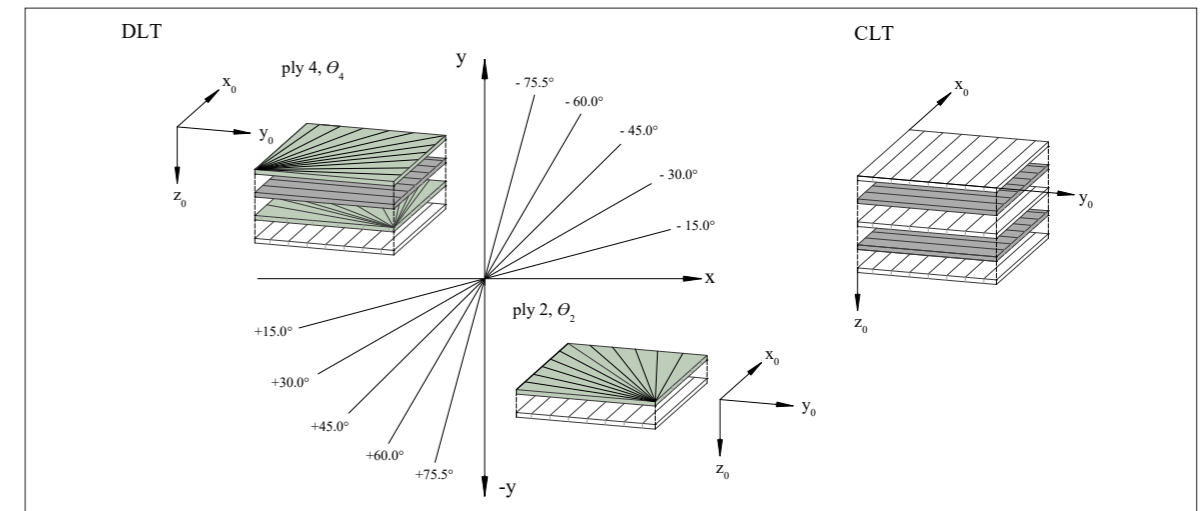 DLT
CLT
ply 4, Θ₄
x₀
y₀
z₀
y
- 75.5°
- 60.0°
- 45.0°
- 30.0°
- 15.0°
x
x₀
y₀
z₀
ply 2, Θ₂
+15.0°
+30.0°
+45.0°
+60.0°
+75.5°
-y
x₀
y₀
z₀